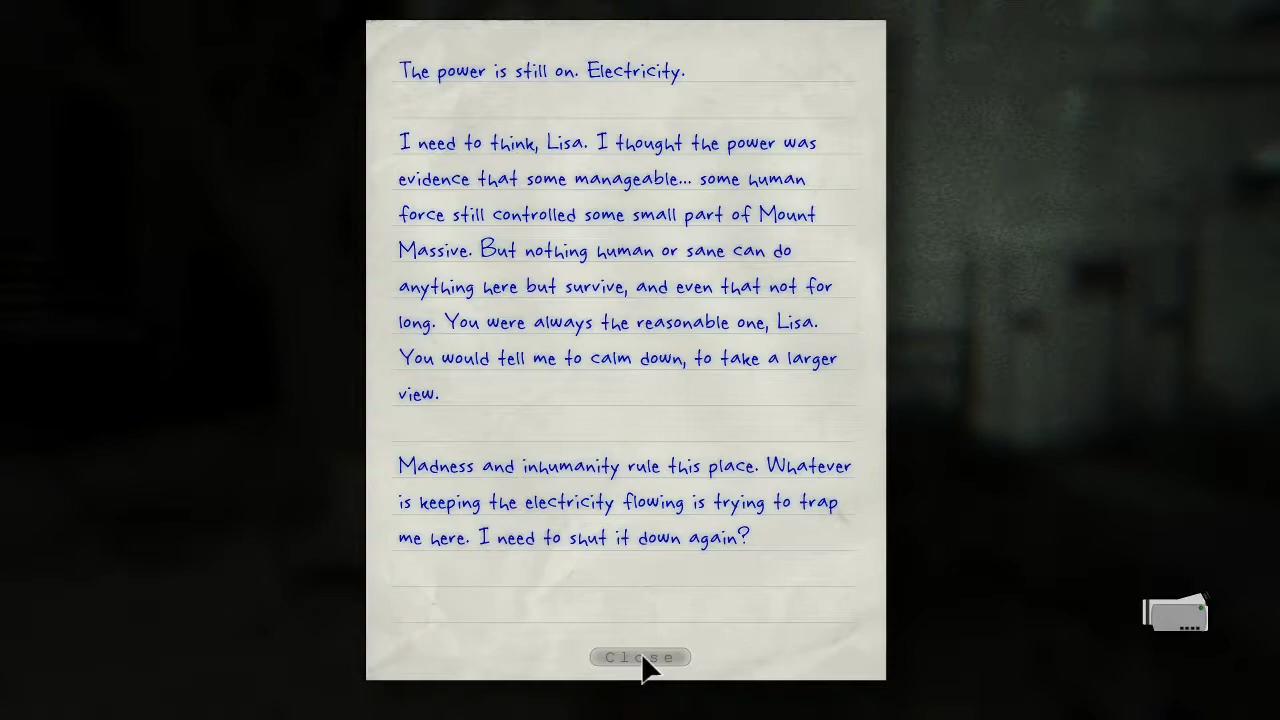 The power is still on. Electricity.
I need to think, Lisa. I thought the power was
evidence that some manageable... some human
force still controlled some small part of Mount
Massive. But nothing human or sane can do
anything here but survive, and even that not for
long. You were always the reasonable one, Lisa.
You would tell me to calm down, to take a larger
view.
Madness and inhumanity rule this place. Whatever
is keeping the electricity flowing is trying to trap
me here. I need to shut it down again?
Close